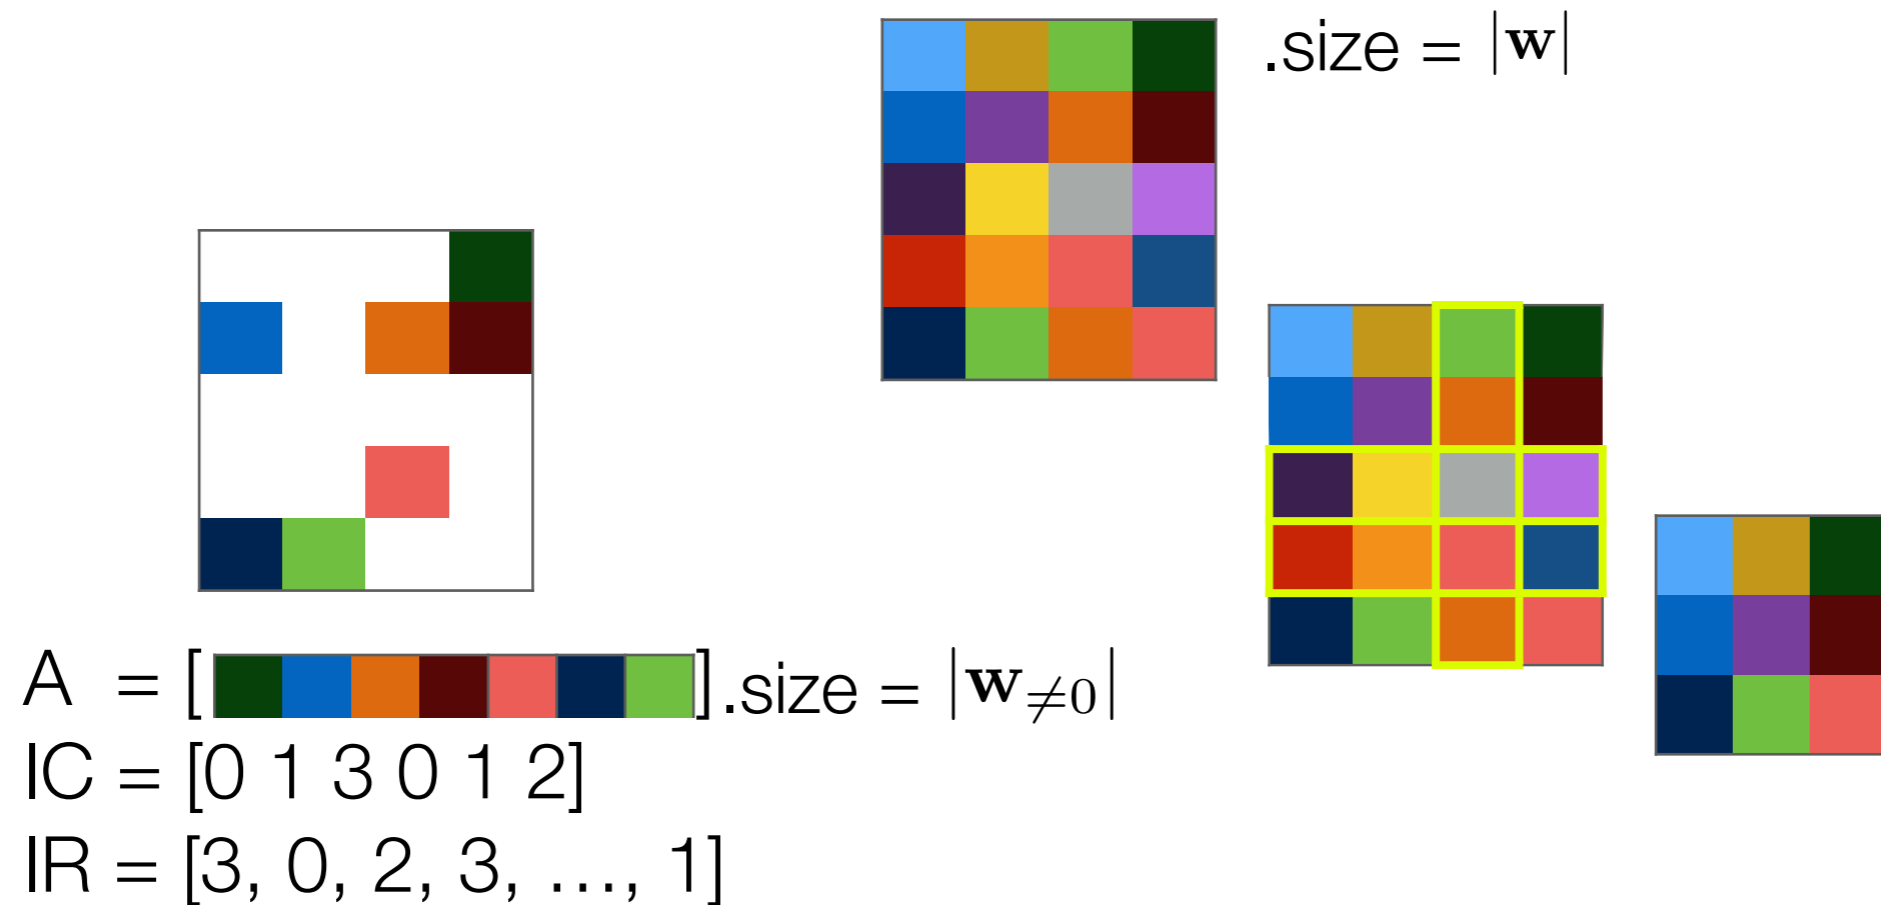 .size = |w|
A = [ ] .size = |w≠0|
IC = [0 1 3 0 1 2]
IR = [3, 0, 2, 3, ..., 1]